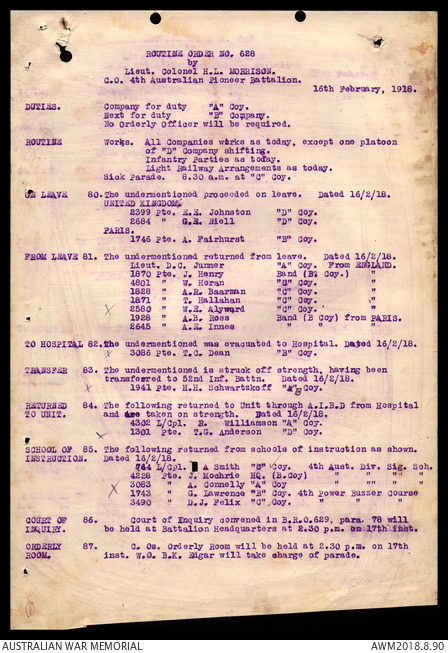 ROUTINE ORDER NO. 628
by
Lieut. Colonel H.L. MORRISON.
C.O. 4th Australian Pioneer Battalion.
16th February, 1918.
DUTIES. Company for duty "A" Coy.
Next for duty "B" Company.
No Orderly Officer will be required.
ROUTINE Works. All Companies works as today, except one platoon
of "D" Company shifting.
Infantry Parties as today.
Light Railway Arrangements as today.
Sick Parade. 8.30 a.m. at "C" Coy.
ON LEAVE 80. The undermentioned proceeded on leave. Dated 16/2/18.
UNITED KINGDOM.
2399 Pte. E.E. Johnston "D" Coy.
2684 " G.E. Niell "D" Coy.
PARIS.
1746 Pte. A. Fairhurst "B" Coy.
FROM LEAVE 81. The undermentioned returned from leave. Dated 16/2/18.
Lieut. D.C. "A" Coy. From ENGLAND.
1870 Pte. J. Henry Band (B. Coy.) "
4801 " W. Horan "C" Coy. "
1828 " A.R. Baarman "C" Coy. "
1871 " T. Hallahan "C" Coy. "
2580 " W.E. Alyward "C" Coy. "
1928 " A.B. Ross Band (B Coy) from PARIS.
2645 " A.E. Innes " " "
TO HOSPITAL 82. The undermentioned was evacuated to Hospital. Dated 16/2/18.
3086 Pte. T.C. Dean "B" Coy.
TRANSFER 83. The undermentioned is struck off strength, having been
transferred to 52nd Inf. Battn. Dated 16/2/18.
1941 Pte. H.H. Schwartzkoff Coy.
RETURNED 84. The following returned to Unit through A.I.B.D from Hospital
TO UNIT. and are taken on strength. Dated 16/2/18.
4302 L/Cpl. R. Williamson "A" Coy.
1301 Pte. T.G. Anderson "D" Coy.
SCHOOL OF 85. The following returned from schools of instruction as shown.
INSTRUCTION. Dated 16/2/18.
744 L/Cpl. A Smith "C" Coy. 4th Aust. Div. Sig. Sch.
4228 Pte. J. Mochrie HQ. (B.Coy) " " " "
3083 " A. Connelly "A" Coy " " " "
1743 " G. Lawrence "B" Coy. 4th Power Buzzer Course
3490 " D.J. Felix "C" Coy. " " "
COURT OF 86. Court of Enquiry convened in B.R.O.629, para. 78 will
INQUIRY. be held at Battalion Headquarters at 2.30 p.m. on 17th inst.
ORDERLY 87. C. Os. Orderly Room will be held at 2.30 p.m. on 17th
ROOM. inst. W.O. B.K. Edgar will take charge of parade.
AUSTRALIAN WAR MEMORIAL
AWM2018.8.90